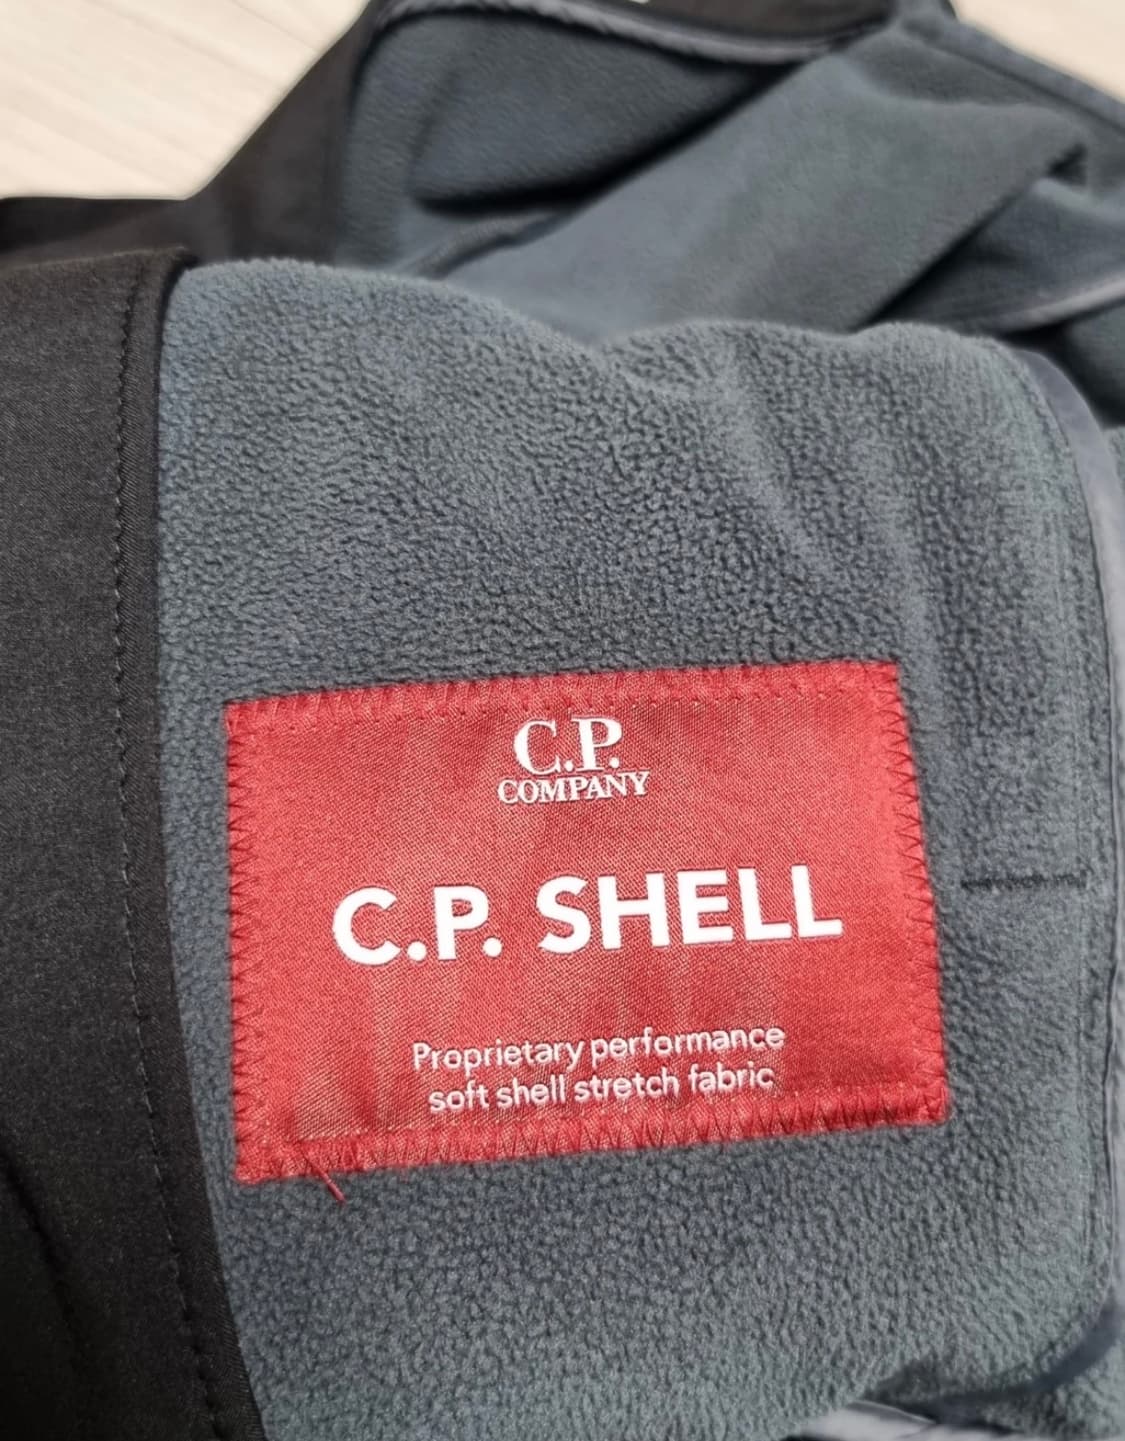 C.P.
COMPANY
C.P. SHELL
Proprietary performance
soft shell stretch fabric